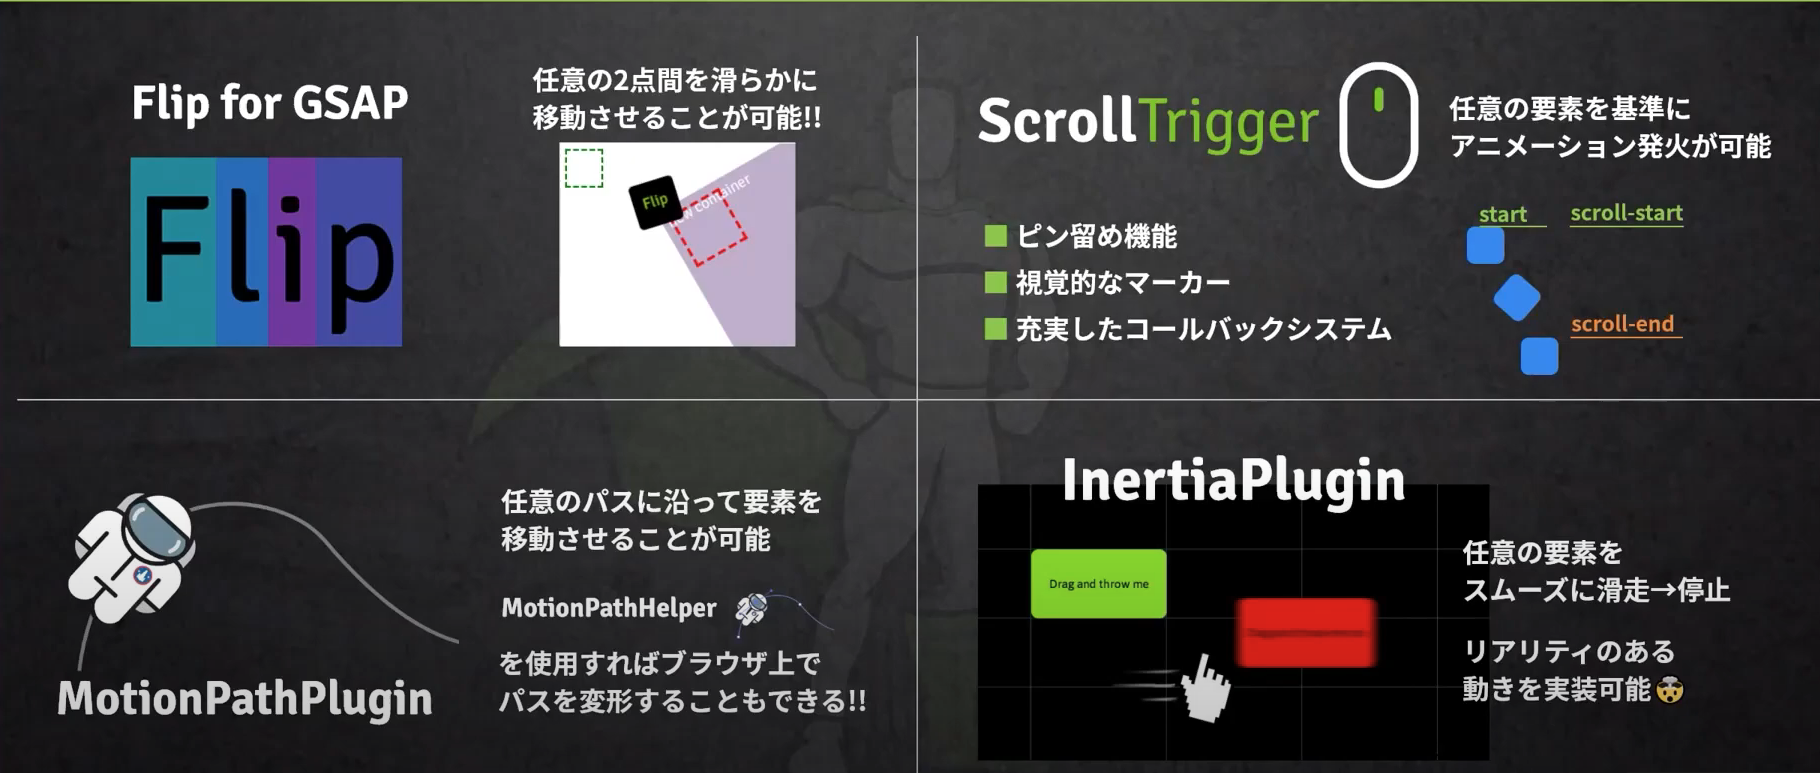 Flip for GSAP
Flip
任意の2点間を滑らかに
移動させることが可能!!
Flip
ew container
ScrollTrigger
任意の要素を基準に
アニメーション発火が可能
ピン留め機能
視覚的なマーカー
充実したコールバックシステム
start
scroll-start
scroll-end
MotionPathPlugin
任意のパスに沿って要素を
移動させることが可能
MotionPathHelper
を使用すればブラウザ上で
パスを変形することもできる!!
InertiaPlugin
Drag and throw me
任意の要素を
スムーズに滑走→停止
リアリティのある
動きを実装可能🤯